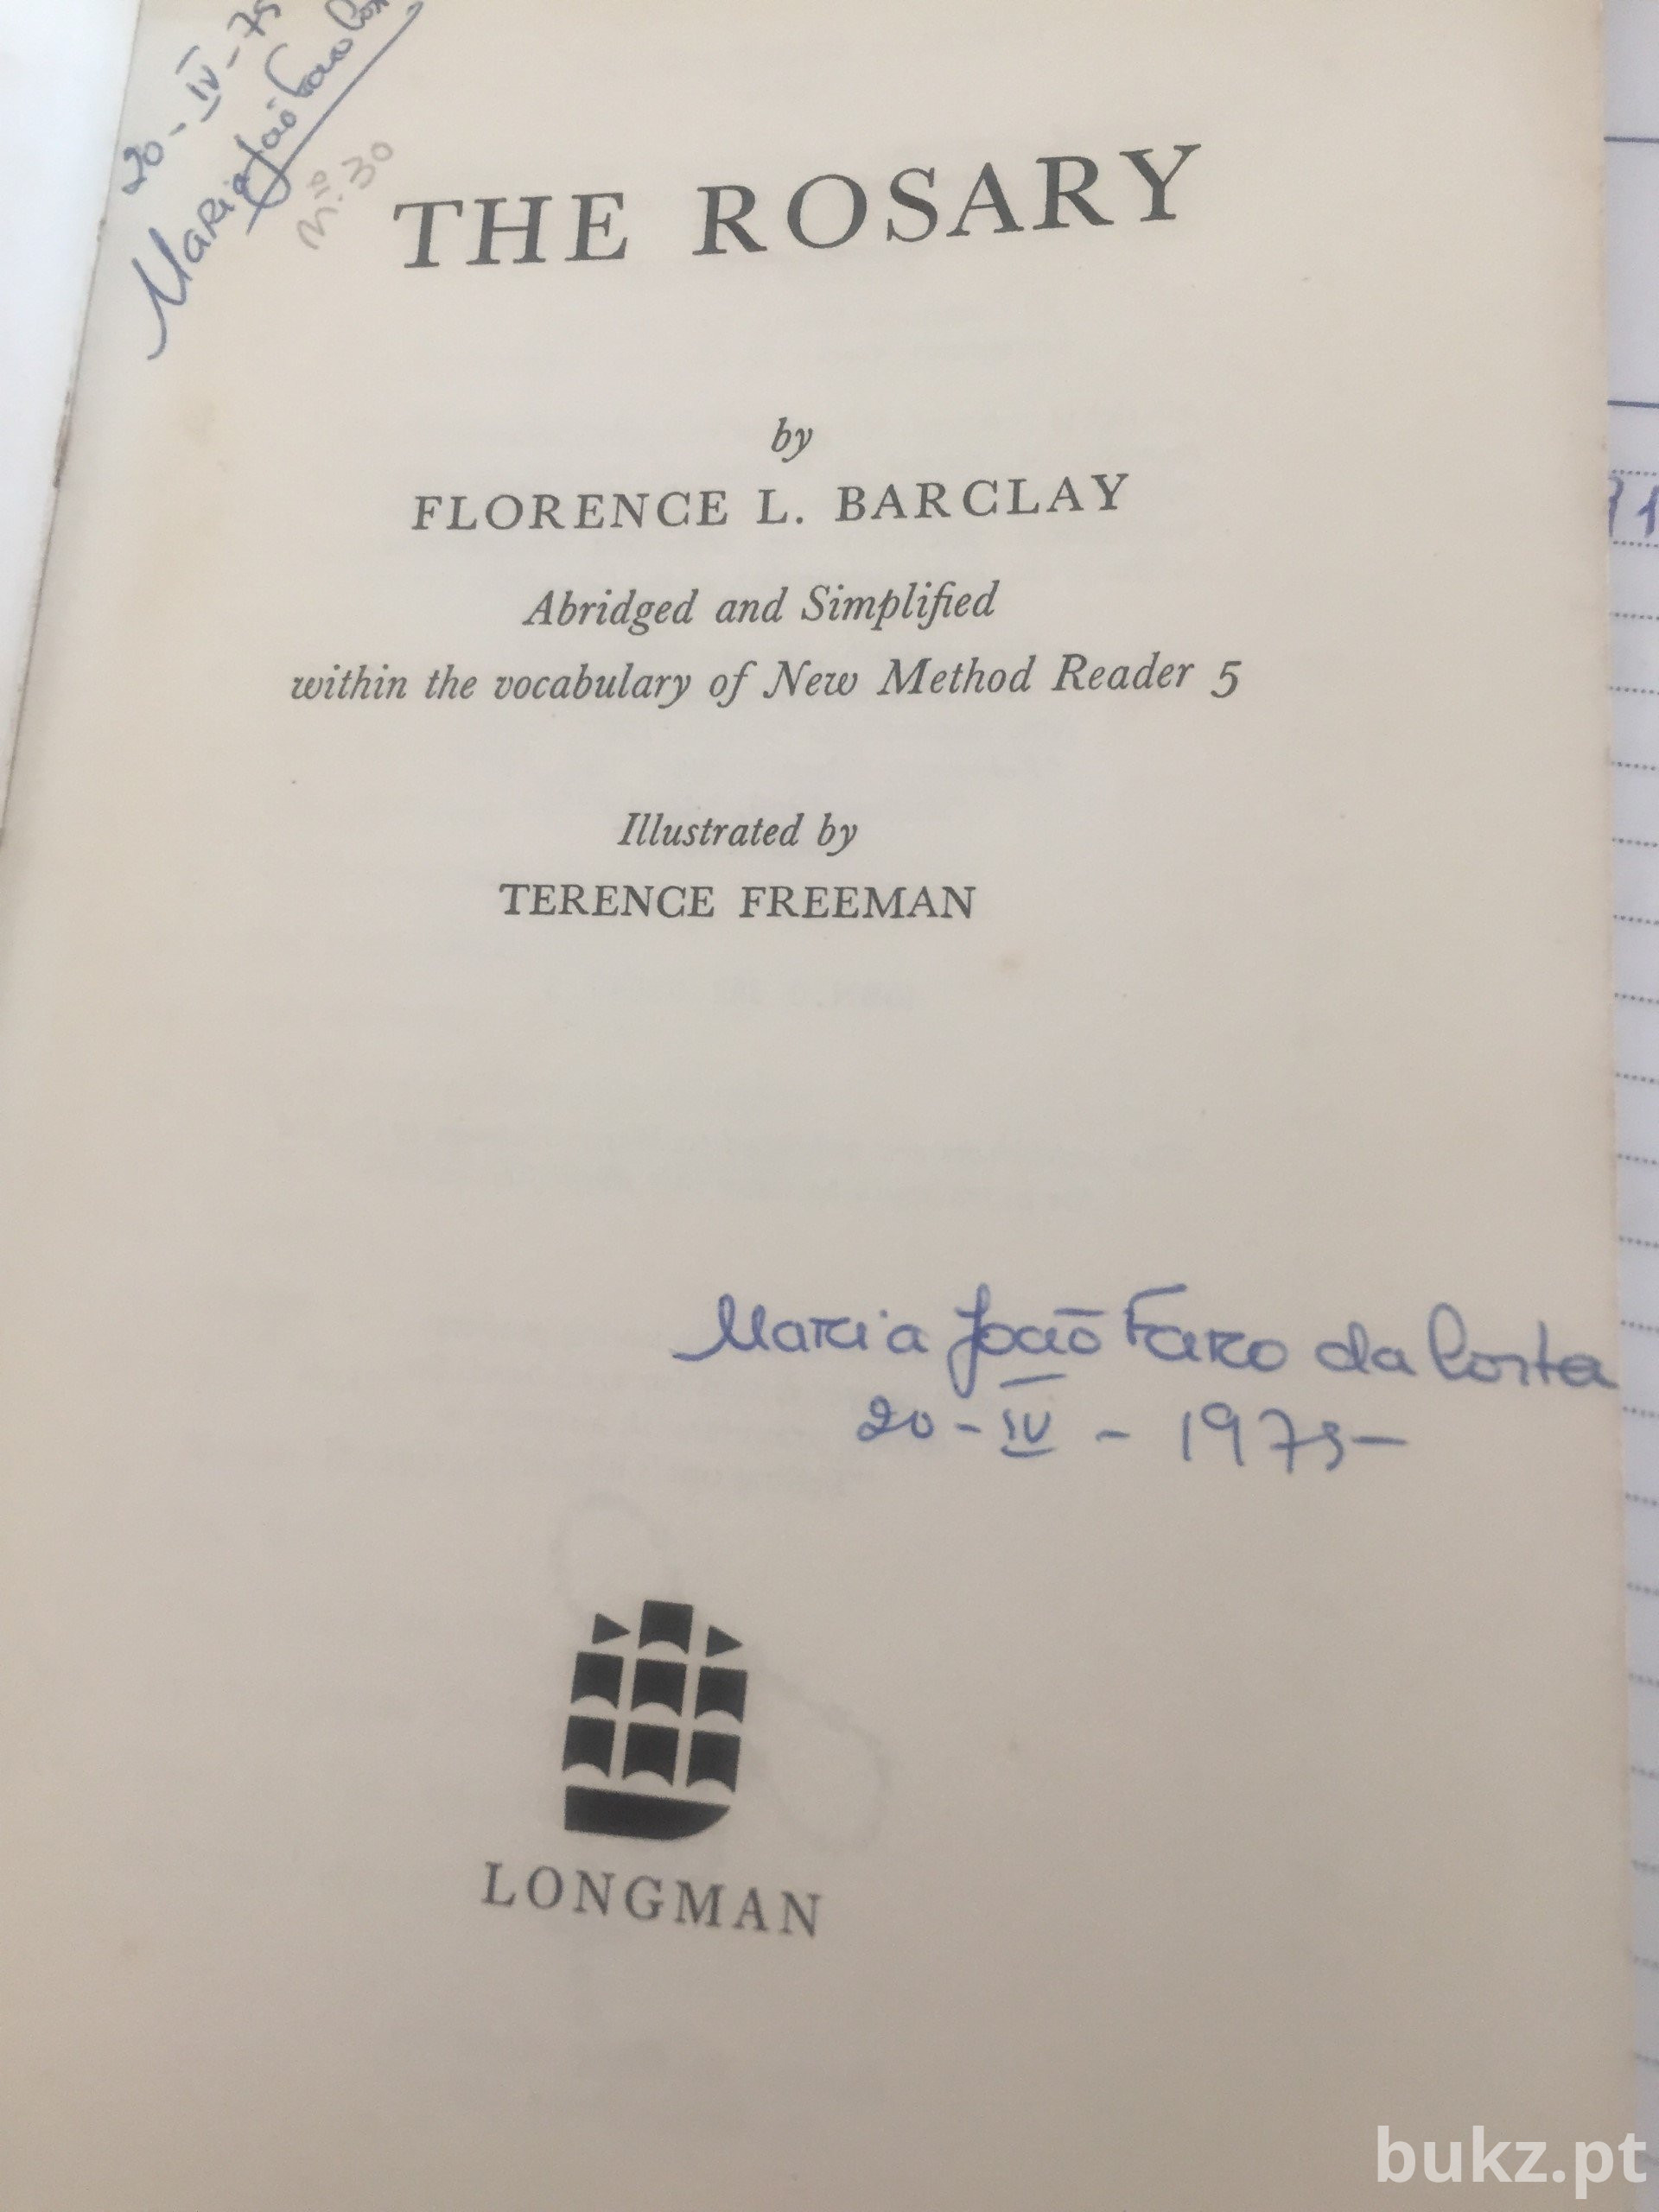 20-IV-75
Maria João Faro
nº 30
THE ROSARY
by
FLORENCE L. BARCLAY
Abridged and Simplified
within the vocabulary of New Method Reader 5
Illustrated by
TERENCE FREEMAN
Maria João Faro da Costa
20-IV-1975-
LONGMAN
bukz.pt